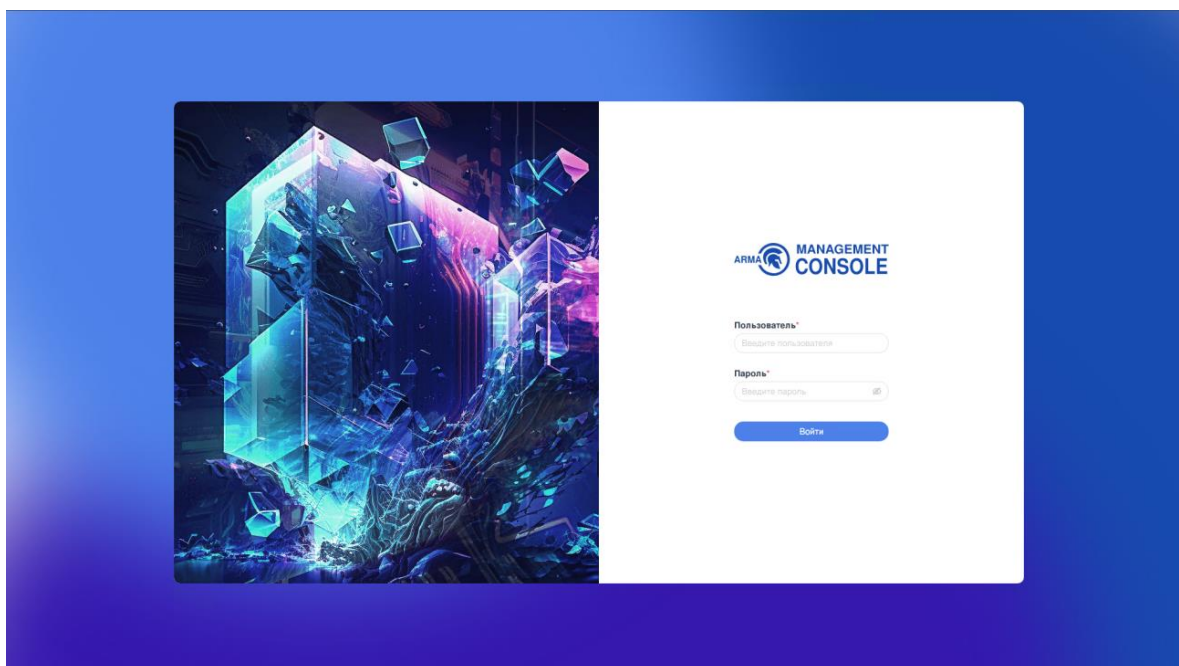 ARMA
MANAGEMENT
CONSOLE
Пользователь*
Введите пользователя
Пароль*
Введите пароль
Войти